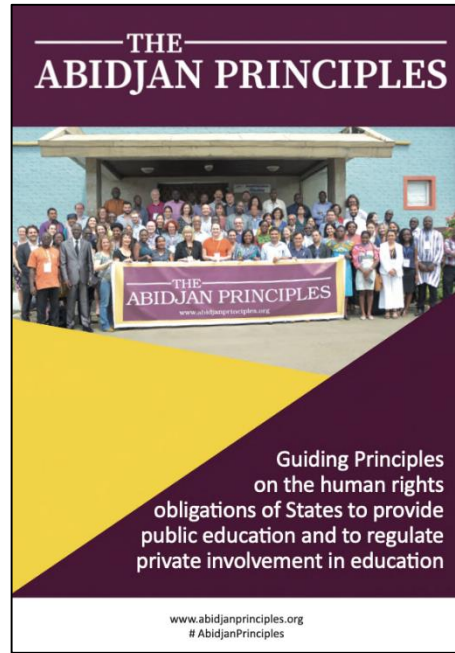 THE
ABIDJAN PRINCIPLES
THE
ABIDJAN PRINCIPLES
www.abidjanprinciples.org
Guiding Principles
on the human rights
obligations of States to provide
public education and to regulate
private involvement in education
www.abidjanprinciples.org
# AbidjanPrinciples